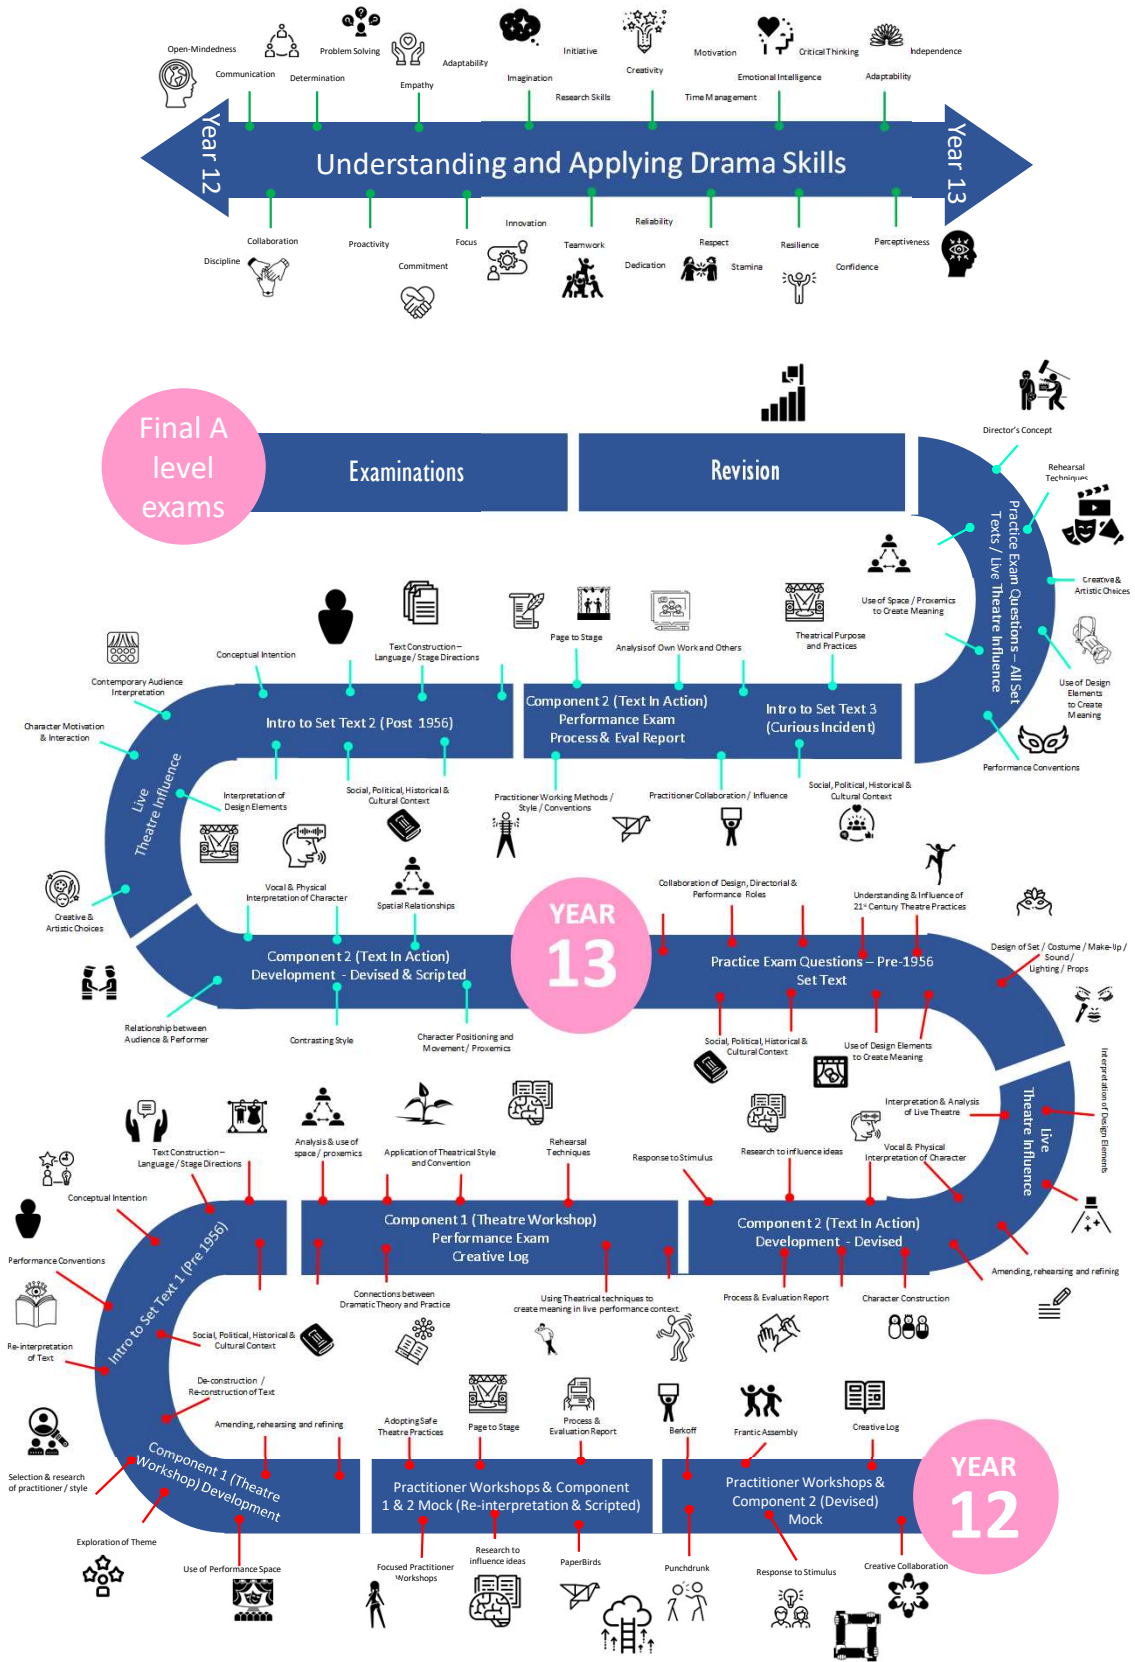 Open-Mindedness
Communication
Determination
Problem Solving
Empathy
Adaptability
Imagination
Initiative
Research Skills
Creativity
Motivation
Time Management
Emotional Intelligence
Critical Thinking
Adaptability
Independence
Year 12
Understanding and Applying Drama Skills
Year 13
Collaboration
Discipline
Proactivity
Commitment
Focus
Innovation
Teamwork
Reliability
Dedication
Respect
Stamina
Resilience
Confidence
Perceptiveness
Final A
level
exams
Examinations
Revision
Director's Concept
Rehearsal
Techniques
Practice Exam Questions – All Set
Texts / Live Theatre Influence
Creative &
Artistic Choices
Use of Space / Proxemics
to Create Meaning
Use of Design
Elements
to Create
Meaning
Performance Conventions
Contemporary Audience
Interpretation
Conceptual Intention
Text Construction –
Language / Stage Directions
Page to Stage
Analysis of Own Work and Others
Theatrical Purpose
and Practices
Character Motivation
& Interaction
Intro to Set Text 2 (Post 1956)
Component 2 (Text In Action)
Performance Exam
Process & Eval Report
Intro to Set Text 3
(Curious Incident)
Live
Theatre Influence
Interpretation of
Design Elements
Social, Political, Historical &
Cultural Context
Practitioner Working Methods /
Style / Conventions
Practitioner Collaboration / Influence
Social, Political, Historical &
Cultural Context
Creative &
Artistic Choices
Vocal & Physical
Interpretation of Character
Spatial Relationships
Collaboration of Design, Directorial &
Performance Roles
Understanding & Influence of
21st Century Theatre Practices
Component 2 (Text In Action)
Development - Devised & Scripted
YEAR
13
Practice Exam Questions – Pre-1956
Set Text
Design of Set / Costume / Make-Up /
Sound /
Lighting / Props
Relationship between
Audience & Performer
Contrasting Style
Character Positioning and
Movement / Proxemics
Social, Political, Historical &
Cultural Context
Use of Design Elements
to Create Meaning
Interpretation of Design Elements
Live
Theatre Influence
Interpretation & Analysis
of Live Theatre
Text Construction –
Language / Stage Directions
Analysis & use of
space / proxemics
Application of Theatrical Style
and Convention
Rehearsal
Techniques
Response to Stimulus
Research to influence ideas
Vocal & Physical
Interpretation of Character
Conceptual Intention
Performance Conventions
Intro to Set Text 1 (Pre 1956)
Component 1 (Theatre Workshop)
Performance Exam
Creative Log
Component 2 (Text In Action)
Development - Devised
Amending, rehearsing and refining
Connections between
Dramatic Theory and Practice
Using Theatrical techniques to
create meaning in live performance context.
Process & Evaluation Report
Character Construction
Re-interpretation
of Text
Social, Political, Historical &
Cultural Context
De-construction /
Re-construction of Text
Amending, rehearsing and refining
Adopting Safe
Theatre Practices
Page to Stage
Process &
Evaluation Report
Berkoff
Frantic Assembly
Creative Log
Selection & research
of practitioner / style
Component 1 (Theatre
Workshop) Development
Practitioner Workshops & Component
1 & 2 Mock (Re-interpretation & Scripted)
Practitioner Workshops &
Component 2 (Devised)
Mock
YEAR
12
Exploration of Theme
Use of Performance Space
Focused Practitioner
Workshops
Research to
influence ideas
PaperBirds
Punchdrunk
Response to Stimulus
Creative Collaboration